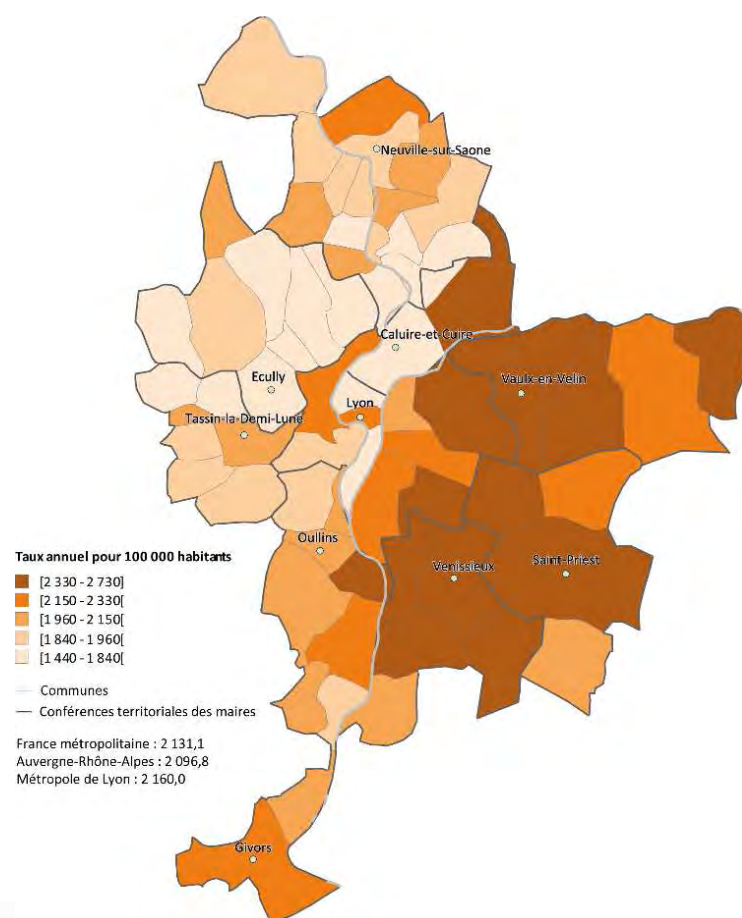 Neuville-sur-Saone
Caluire-et-Cuire
Vaulx-en-Velin
Ecully
Lyon
Tassin-la-Demi-Lune
Oullins
Venissieux
Saint-Priest
Givors
Taux annuel pour 100 000 habitants
[2 330 - 2 730]
[2 150 - 2 330[
[1 960 - 2 150[
[1 840 - 1 960[
[1 440 - 1 840[
Communes
Conférences territoriales des maires
France métropolitaine : 2 131,1
Auvergne-Rhône-Alpes : 2 096,8
Métropole de Lyon : 2 160,0